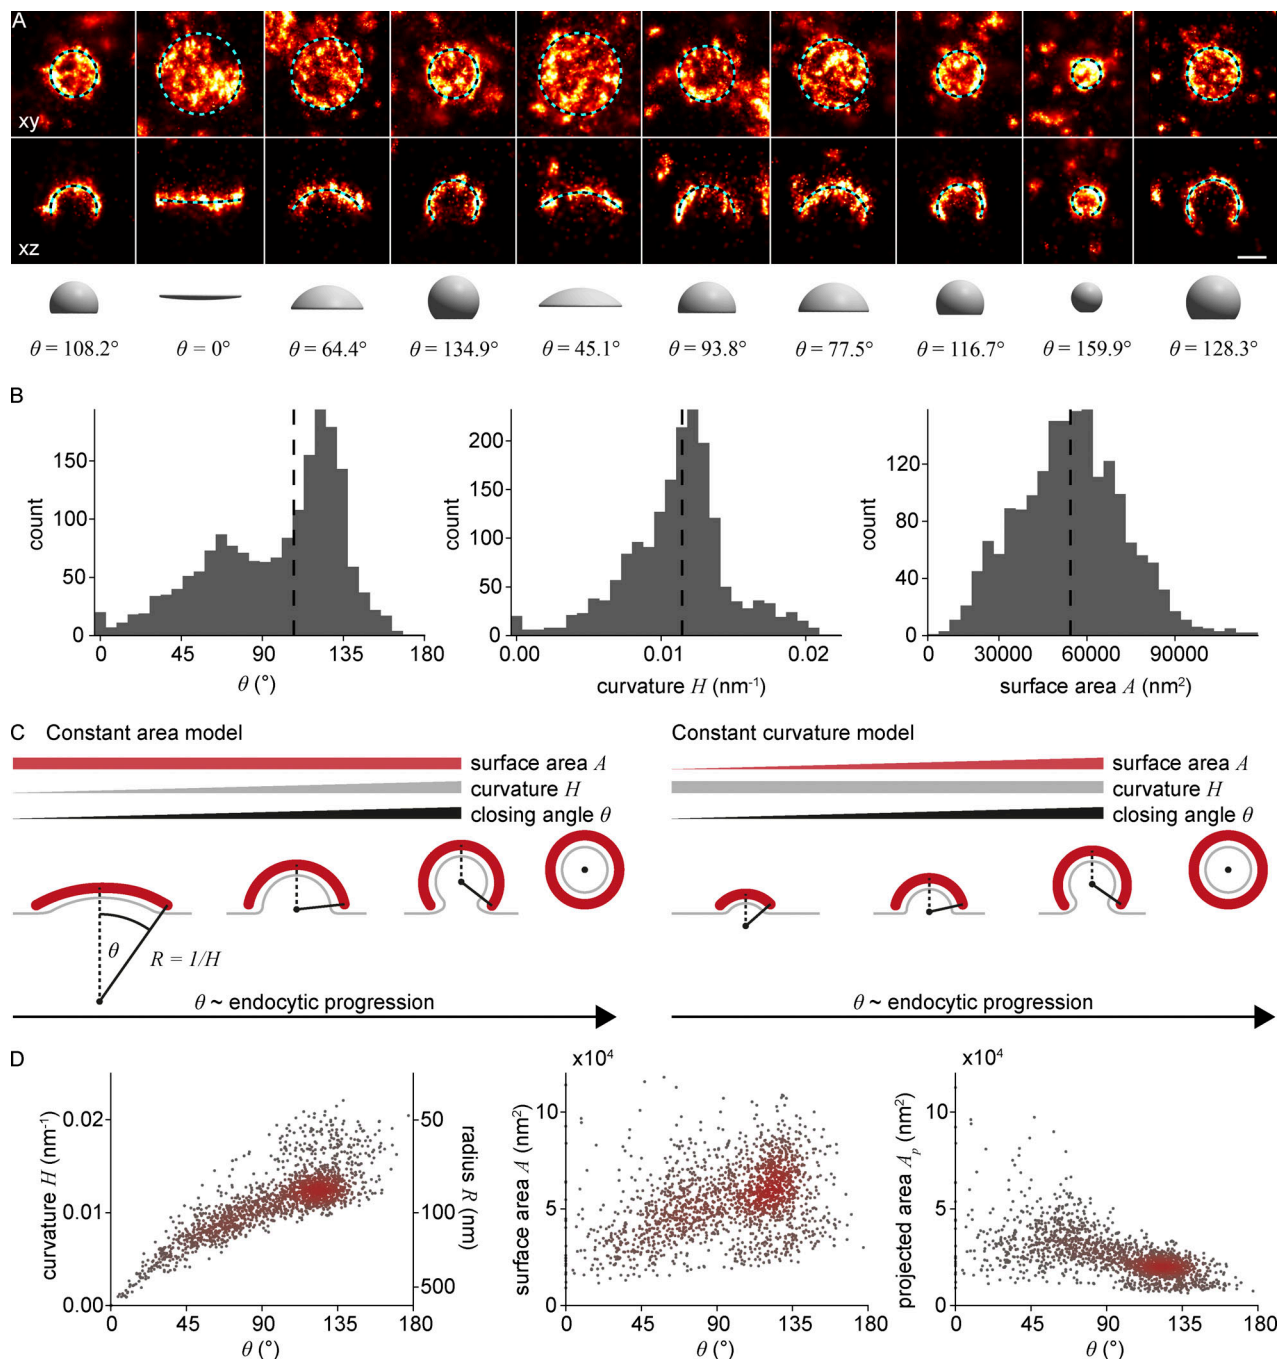 A
xy
xz
θ = 108.2° θ = 0° θ = 64.4° θ = 134.9° θ = 45.1° θ = 93.8° θ = 77.5° θ = 116.7° θ = 159.9° θ = 128.3°
B
count
150
100
50
0
0 45 90 135 180
θ (°)
count
200
150
100
50
0
0.00 0.01 0.02
curvature H (nm⁻¹)
count
120
80
40
0
0 30000 60000 90000
surface area A (nm²)
C Constant area model
surface area A
curvature H
closing angle θ
θ
R = 1/H
θ ~ endocytic progression
Constant curvature model
surface area A
curvature H
closing angle θ
θ ~ endocytic progression
D
curvature H (nm⁻¹)
0.02
0.01
0.00
0 45 90 135 180
θ (°)
50
100
500
radius R (nm)
x10⁴
surface area A (nm²)
10
5
0
0 45 90 135 180
θ (°)
x10⁴
projected area Aₚ (nm²)
10
5
0
0 45 90 135 180
θ (°)